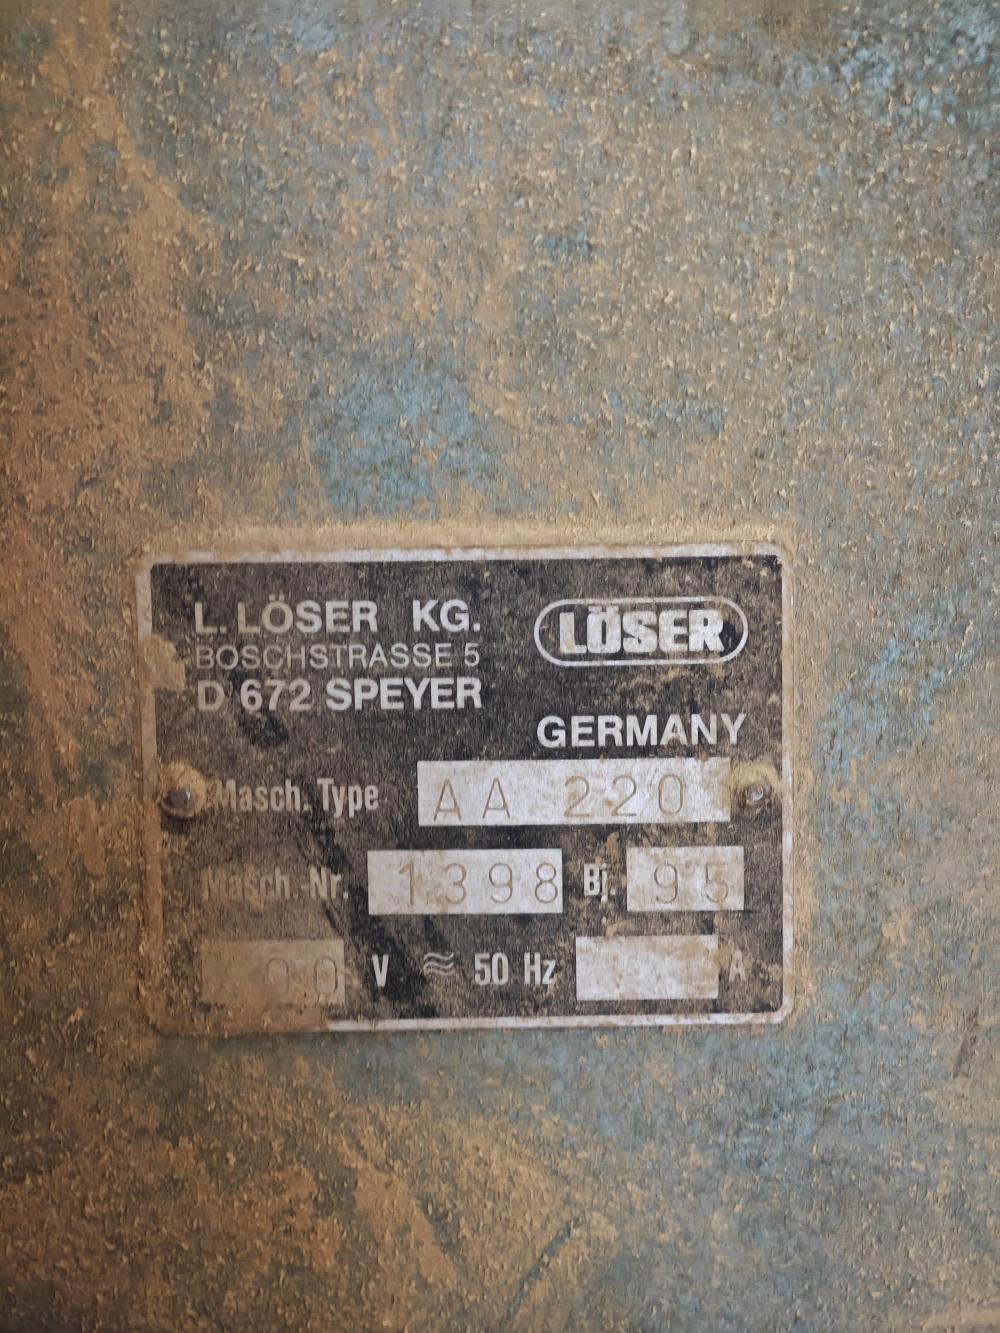 L. LÖSER KG.
BOSCHSTRASSE 5
D 672 SPEYER
LÖSER
GERMANY
Masch. Type AA 220
Masch.-Nr. 1398 Bj. 95
V ≈ 50 Hz A